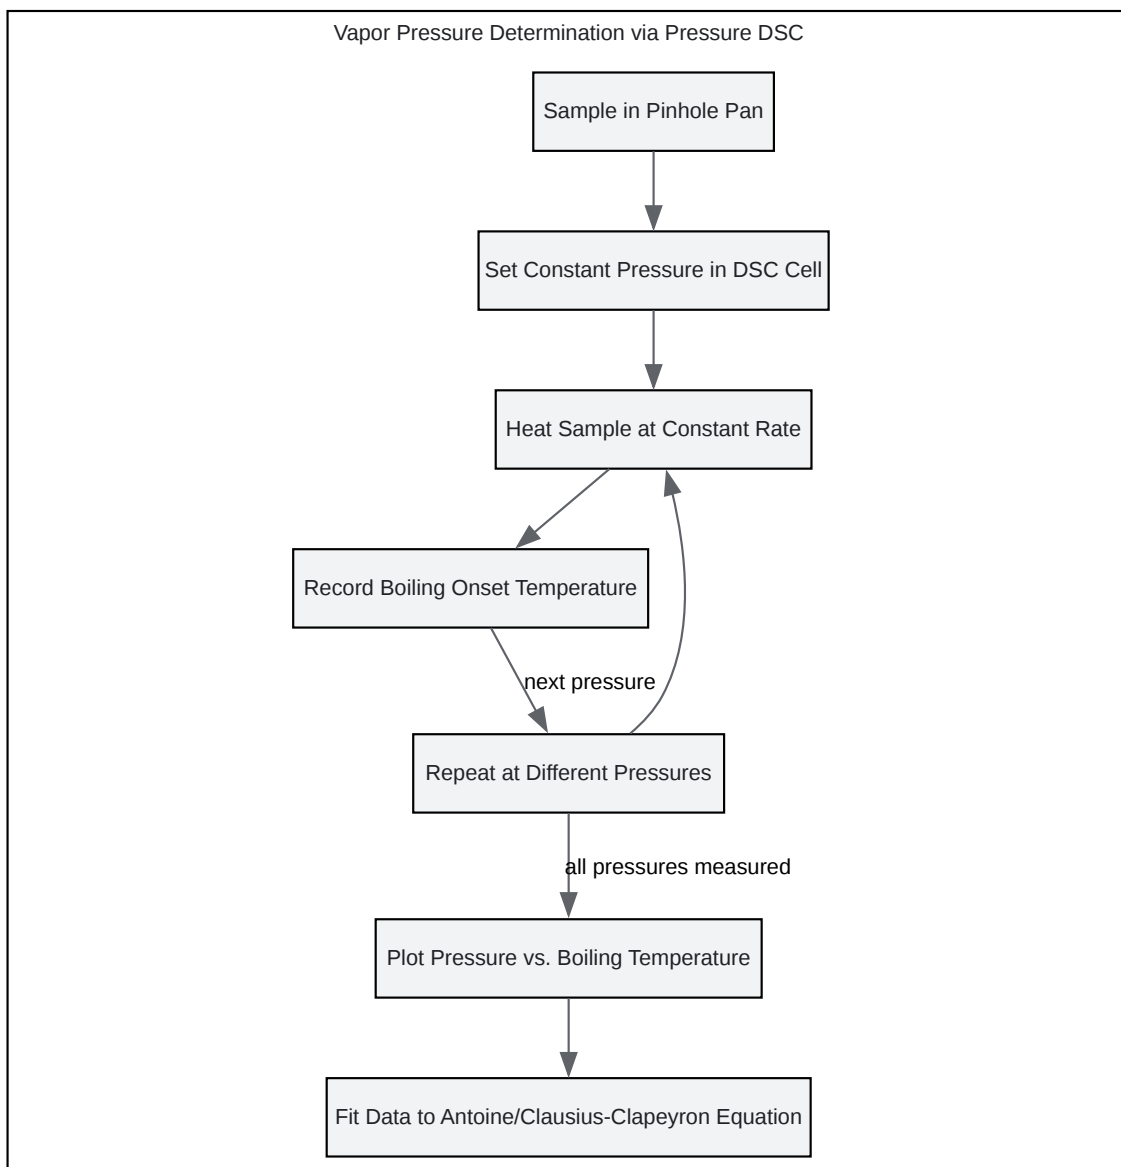 Vapor Pressure Determination via Pressure DSC
Sample in Pinhole Pan
Set Constant Pressure in DSC Cell
Heat Sample at Constant Rate
Record Boiling Onset Temperature
next pressure
Repeat at Different Pressures
all pressures measured
Plot Pressure vs. Boiling Temperature
Fit Data to Antoine/Clausius-Clapeyron Equation